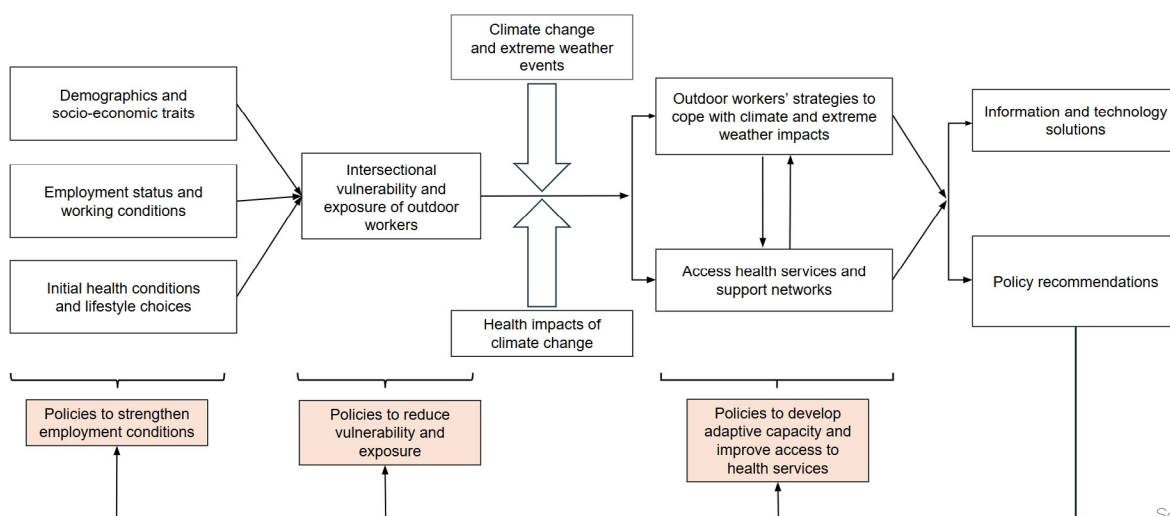 Climate change
and extreme weather
events
Demographics and
socio-economic traits
Outdoor workers' strategies to
cope with climate and extreme
weather impacts
Information and technology
solutions
Employment status and
working conditions
Intersectional
vulnerability and
exposure of outdoor
workers
Initial health conditions
and lifestyle choices
Access health services and
support networks
Policy recommendations
Health impacts of
climate change
Policies to strengthen
employment conditions
Policies to reduce
vulnerability and
exposure
Policies to develop
adaptive capacity and
improve access to
health services